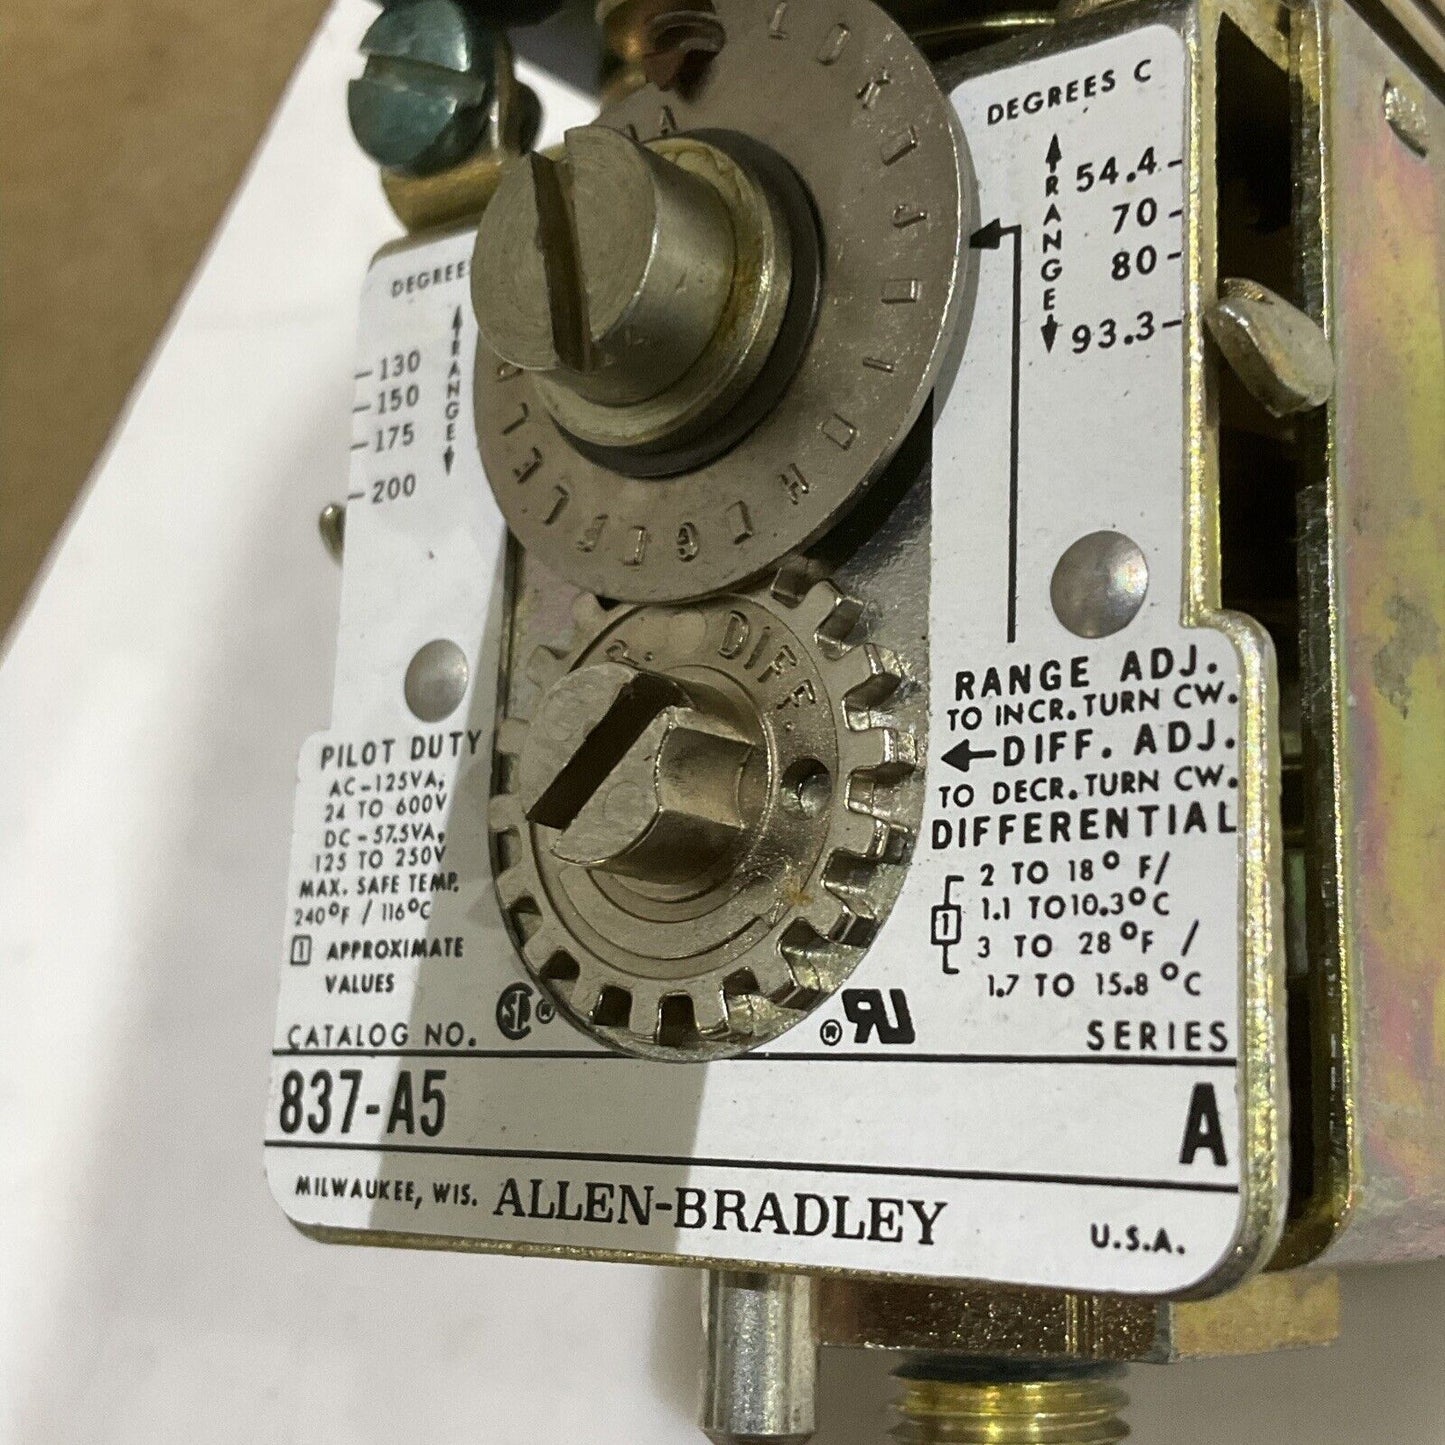 DEGREES C
RANGE
54.4-
70-
80-
93.3-
DEGREE
RANGE
-130
-150
-175
-200
DIFF.
RANGE ADJ.
TO INCR. TURN CW.
DIFF. ADJ.
TO DECR. TURN CW.
DIFFERENTIAL
2 TO 18° F/
1.1 TO 10.3°C
1
3 TO 28°F /
1.7 TO 15.8°C
PILOT DUTY
AC-125VA,
24 TO 600V
DC-57.5VA,
125 TO 250V
MAX. SAFE TEMP.
240°F / 116°C
1 APPROXIMATE
VALUES
CATALOG NO.
SERIES
837-A5
A
MILWAUKEE, WIS. ALLEN-BRADLEY U.S.A.